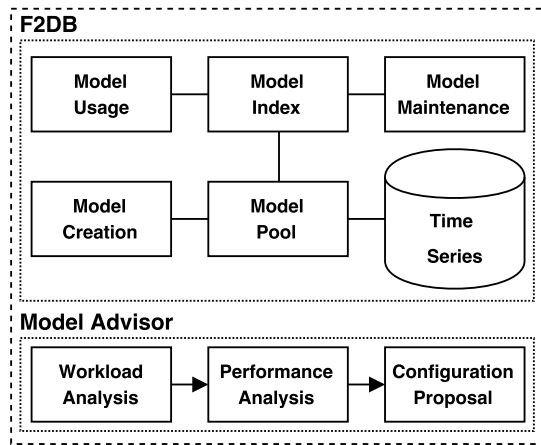 F2DB
Model
Usage
Model
Index
Model
Maintenance
Model
Creation
Model
Pool
Time
Series
Model Advisor
Workload
Analysis
Performance
Analysis
Configuration
Proposal